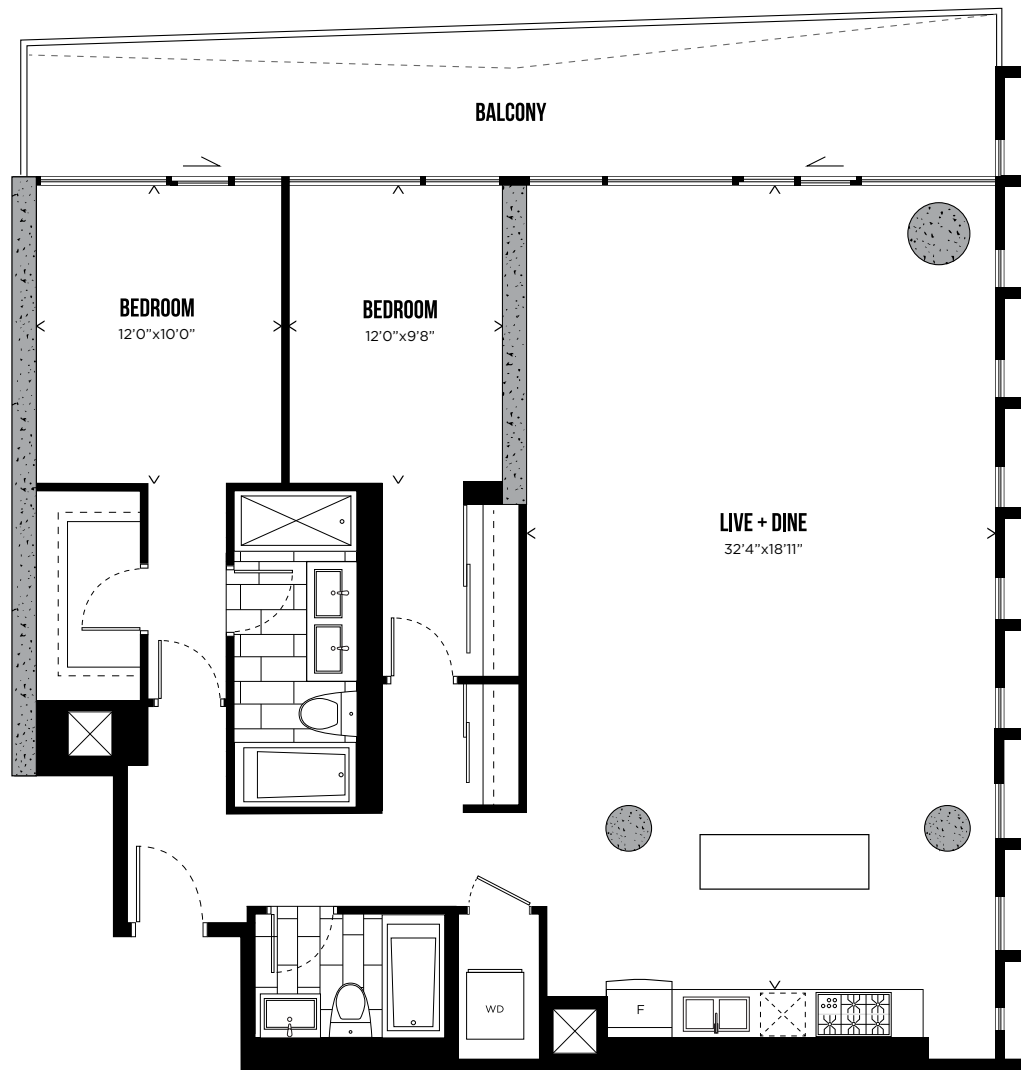 BALCONY
BEDROOM
12'0"x10'0"
BEDROOM
12'0"x9'8"
LIVE + DINE
32'4"x18'11"
WD
F